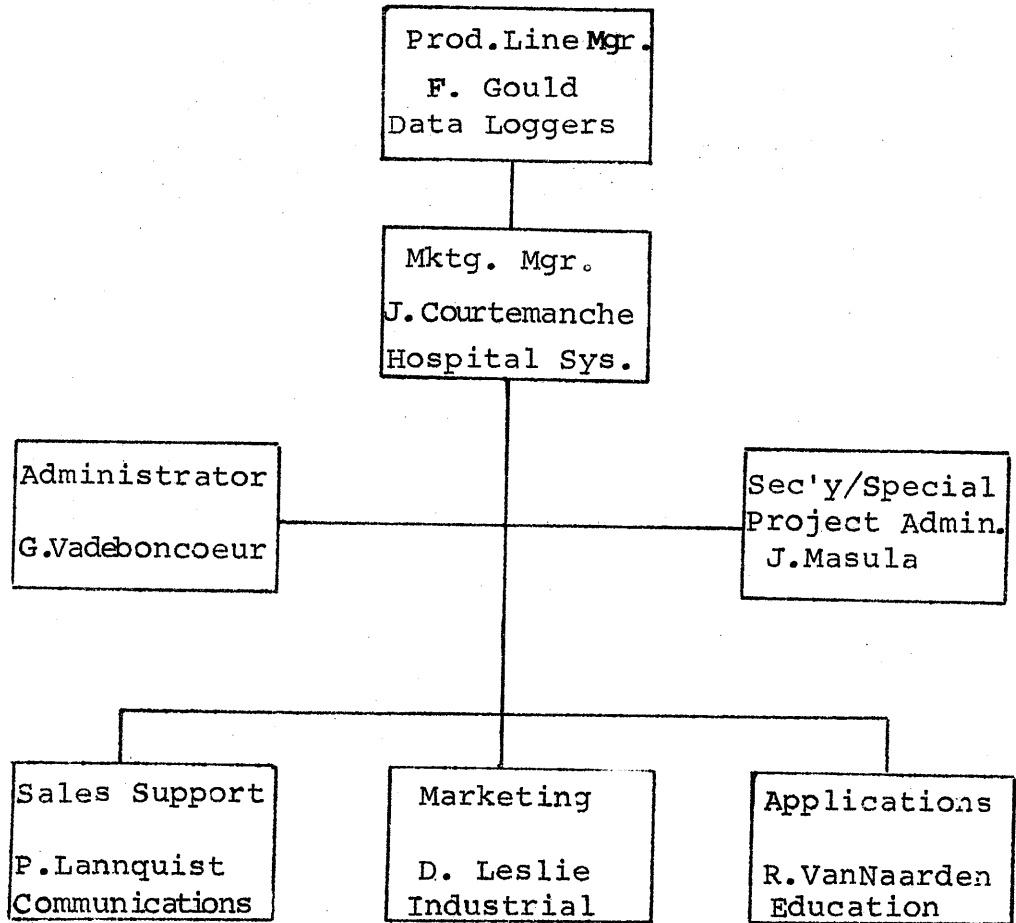 Prod.Line Mgr.
F. Gould
Data Loggers
Mktg. Mgr.
J.Courtemanche
Hospital Sys.
Administrator
G.Vadeboncoeur
Sec'y/Special
Project Admin.
J.Masula
Sales Support
P.Lannquist
Communications
Marketing
D. Leslie
Industrial
Applications
R.VanNaarden
Education